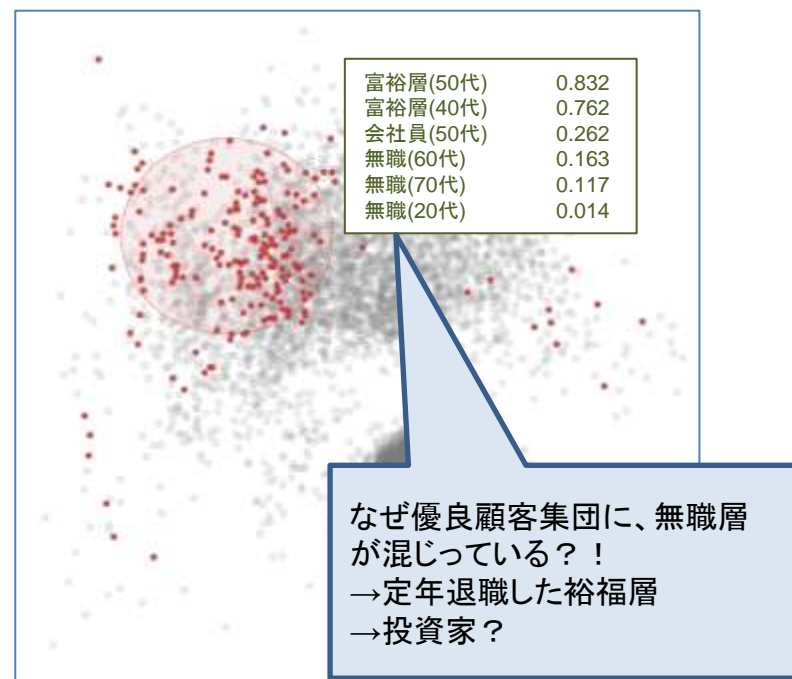 富裕層(50代) 0.832
富裕層(40代) 0.762
会社員(50代) 0.262
無職(60代) 0.163
無職(70代) 0.117
無職(20代) 0.014
なぜ優良顧客集団に、無職層
が混じっている？！
→定年退職した裕福層
→投資家？